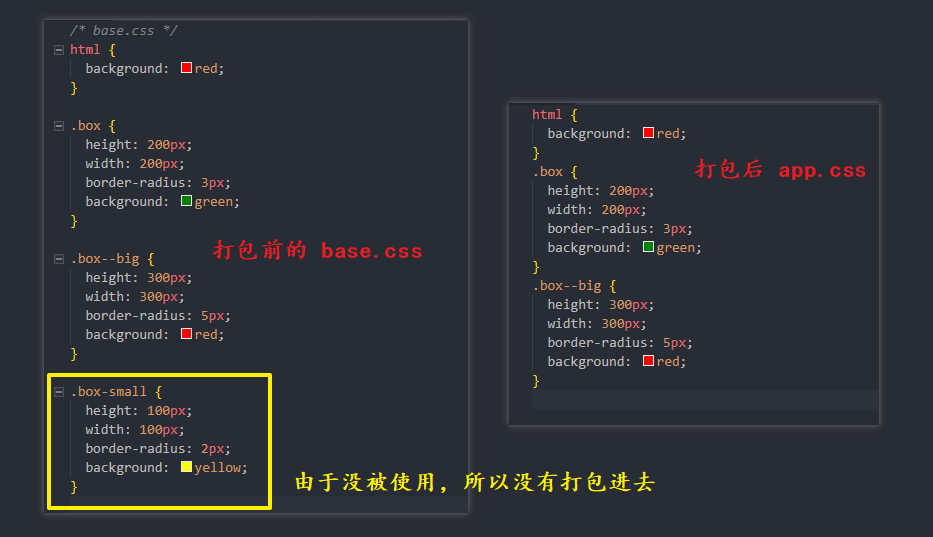 /* base.css */
html {
background: red;
}
.box {
height: 200px;
width: 200px;
border-radius: 3px;
background: green;
}
打包前的 base.css
.box--big {
height: 300px;
width: 300px;
border-radius: 5px;
background: red;
}
.box-small {
height: 100px;
width: 100px;
border-radius: 2px;
background: yellow;
}
由于没被使用，所以没有打包进去
html {
background: red;
}
打包后 app.css
.box {
height: 200px;
width: 200px;
border-radius: 3px;
background: green;
}
.box--big {
height: 300px;
width: 300px;
border-radius: 5px;
background: red;
}